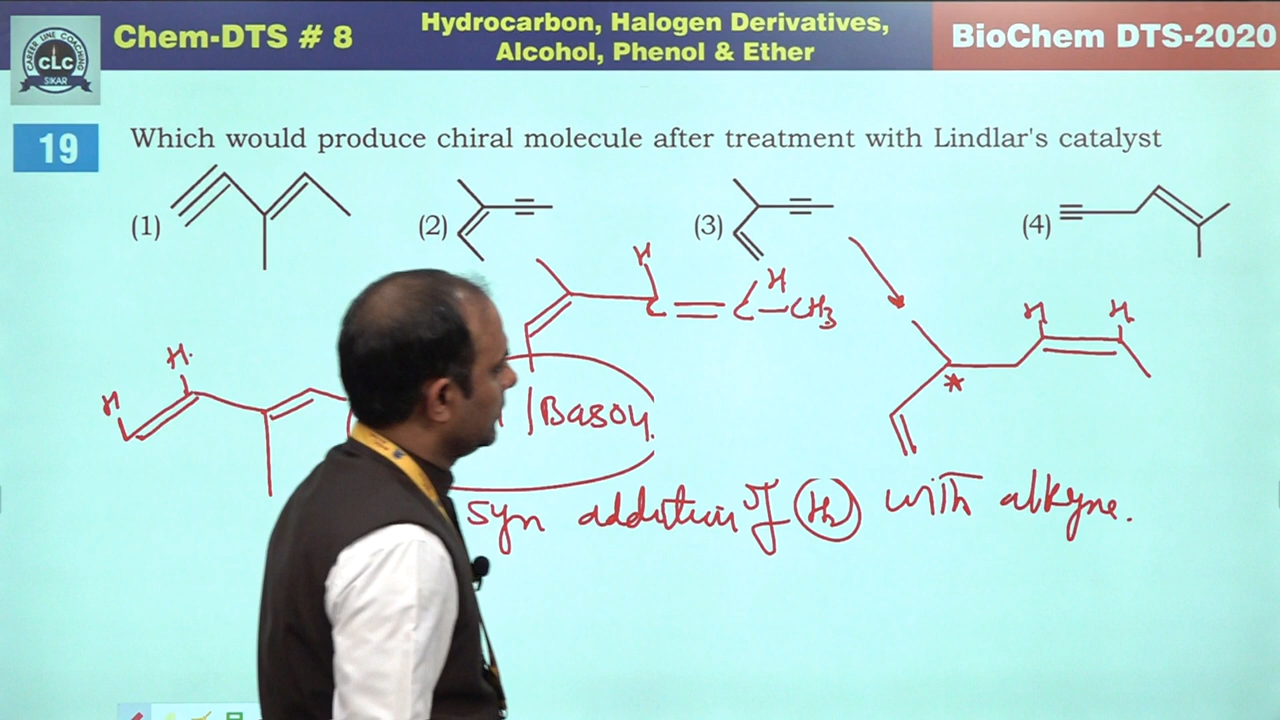 Chem-DTS # 8
Hydrocarbon, Halogen Derivatives,
Alcohol, Phenol & Ether
BioChem DTS-2020
CAREER LINE COACHING
cLc
SIKAR
19
Which would produce chiral molecule after treatment with Lindlar's catalyst
(1)
(2)
(3)
(4)
H
C
C
H
CH3
H
H
H
H
*
/BaSO4
syn addition of H2 with alkyne.